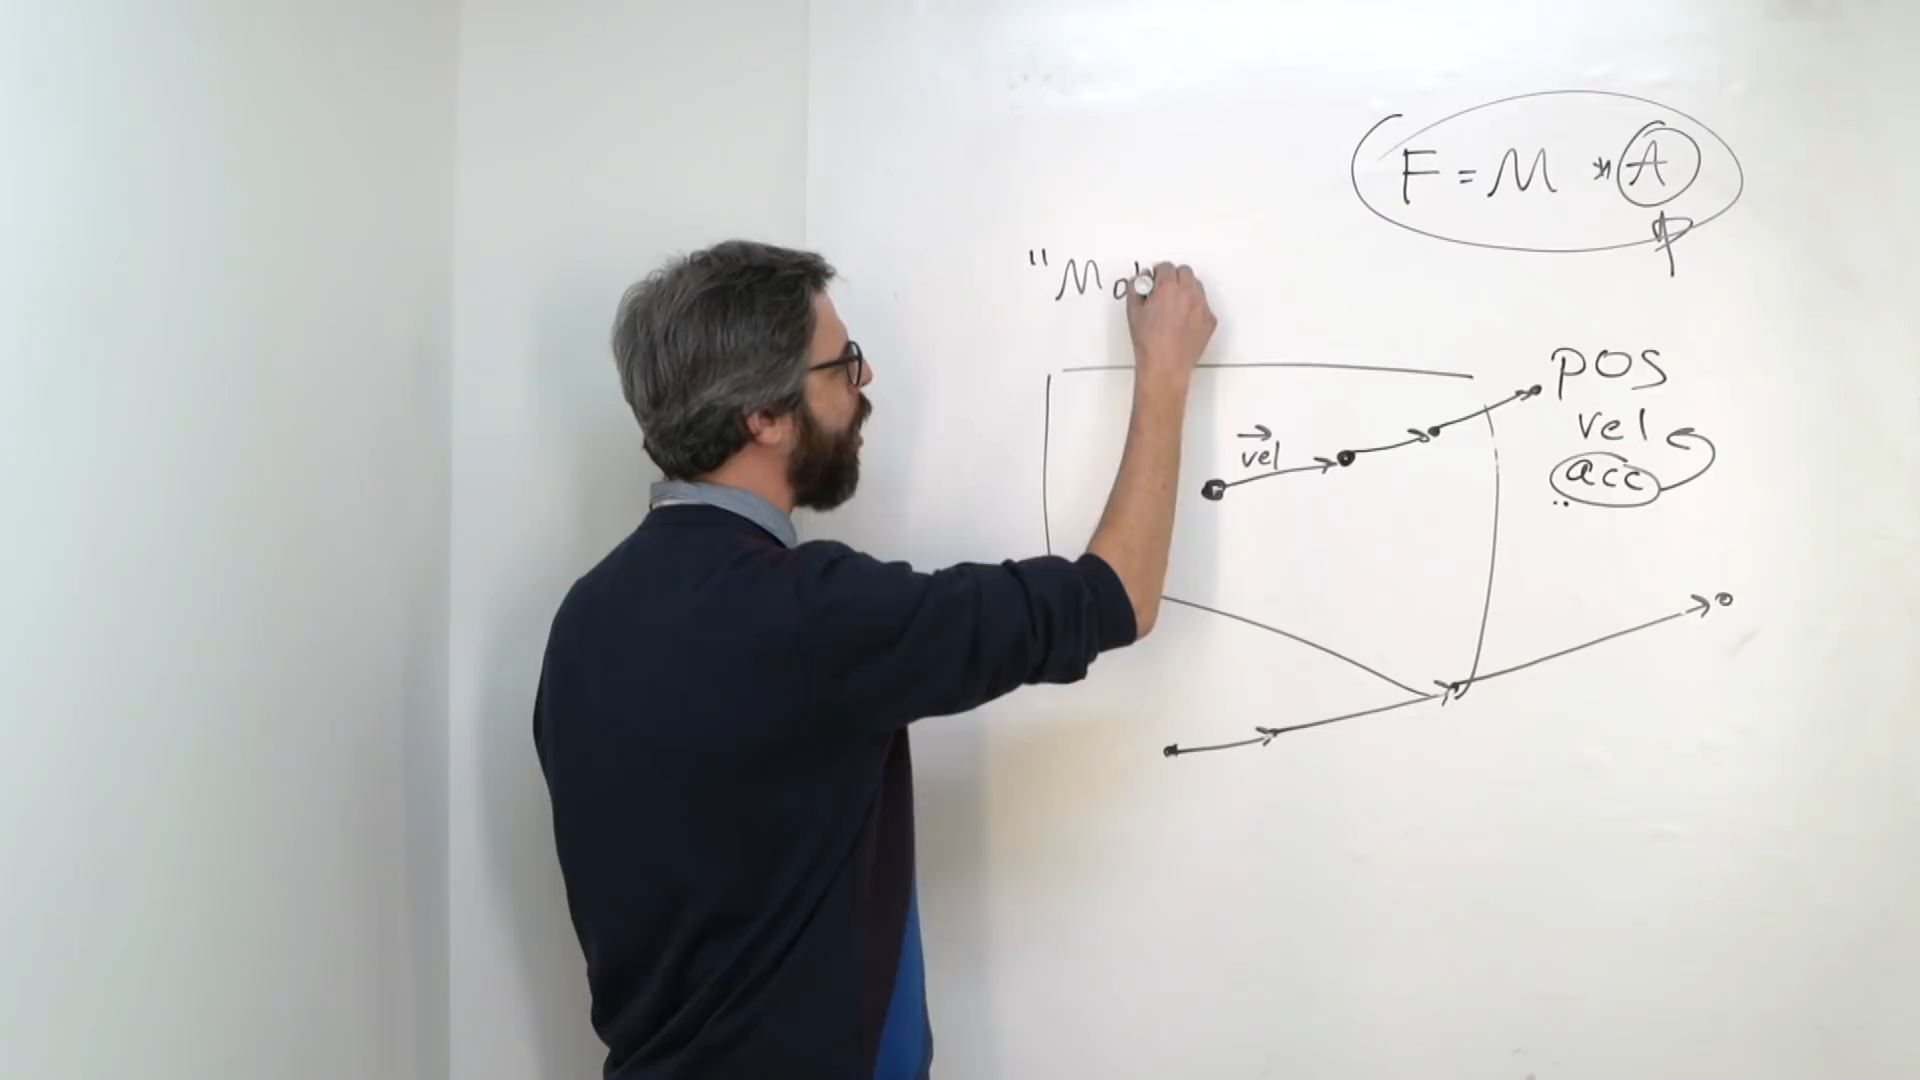 F = M * A
pos
vel
vel
acc